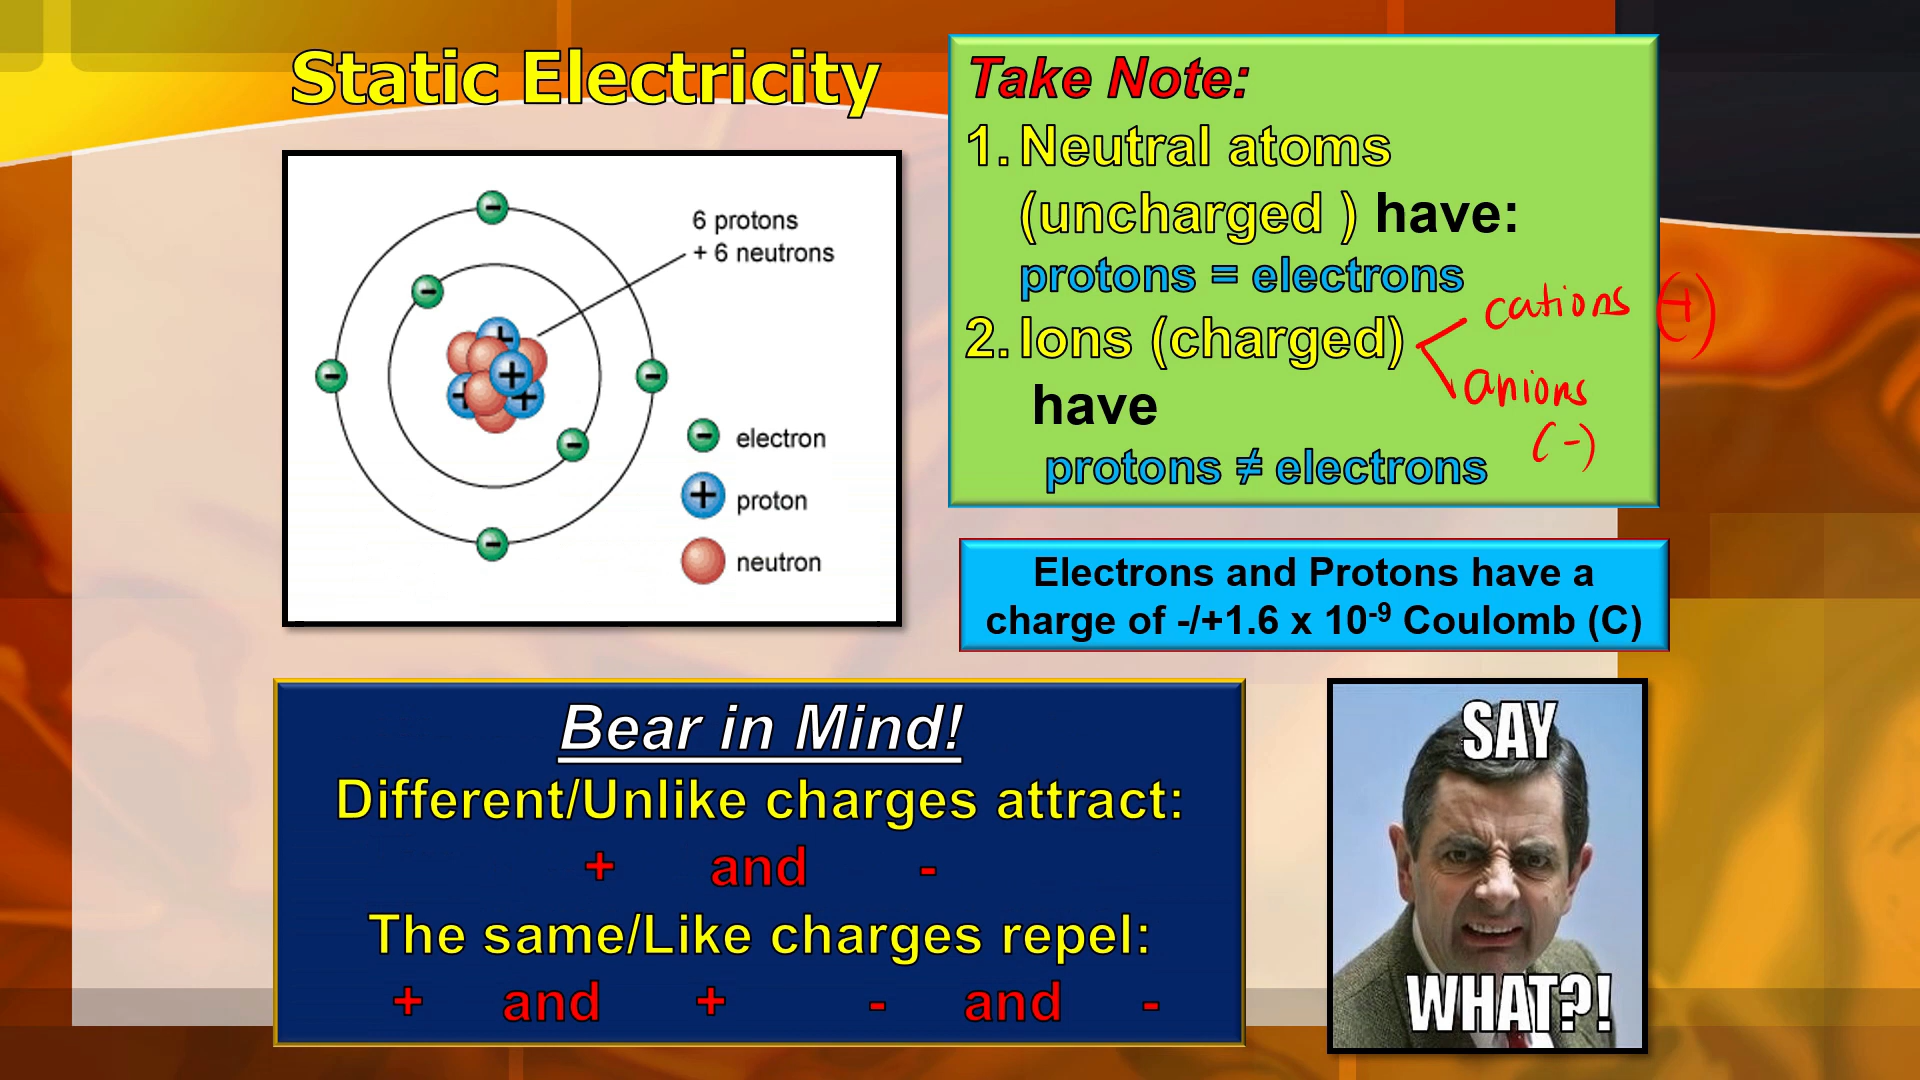 Static Electricity
6 protons
+ 6 neutrons
electron
proton
neutron
Take Note:
1. Neutral atoms
(uncharged ) have:
protons = electrons
2. Ions (charged)
have
protons ≠ electrons
cations (+)
anions
(-)
Electrons and Protons have a
charge of -/+1.6 x 10⁻⁹ Coulomb (C)
Bear in Mind!
Different/Unlike charges attract:
+ and -
The same/Like charges repel:
+ and + - and -
SAY
WHAT?!